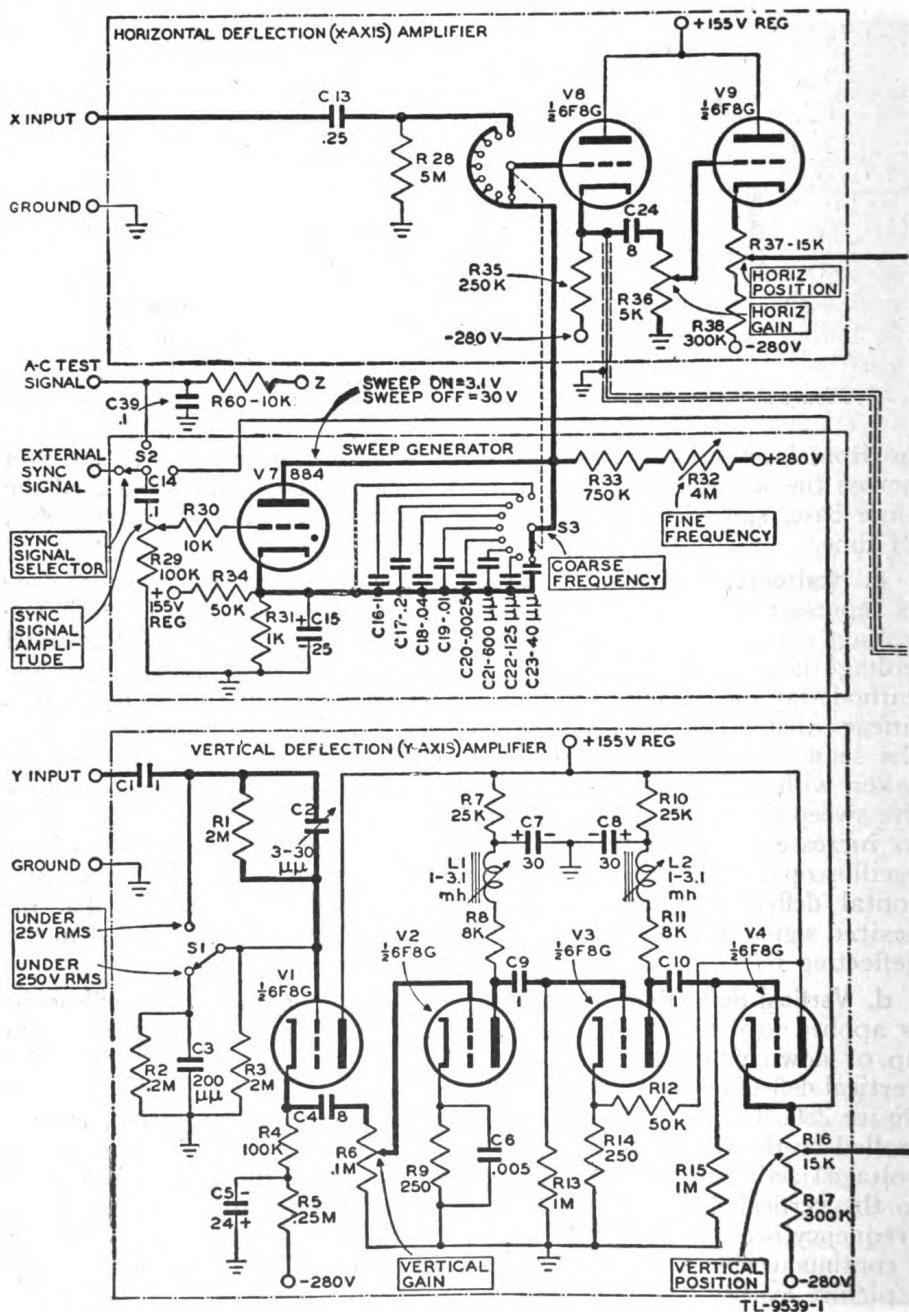 +155 V REG
HORIZONTAL DEFLECTION (X-AXIS) AMPLIFIER
X INPUT
C 13
.25
R 28
5M
V8
½6F8G
V9
½6F8G
GROUND
C24
8
R35
250K
-280 V
R36
5K
R37-15K
HORIZ
POSITION
HORIZ
GAIN
R38
300K
-280V
A-C TEST
SIGNAL
C39
.1
R60-10K
Z
SWEEP ON=3.1 V
SWEEP OFF=30 V
SWEEP GENERATOR
EXTERNAL
SYNC
SIGNAL
S2
C14
.1
V7
884
R33
750K
R32
4M
+280V
FINE
FREQUENCY
R30
10K
S3
COARSE
FREQUENCY
SYNC
SIGNAL
SELECTOR
R29
100K
+
155V
REG
R34
50K
SYNC
SIGNAL
AMPLI-
TUDE
R31
1K
+
C15
-25
C16-1
C17-.2
C18-.04
C19-.01
C20-.0025
C21-600 μμ
C22-125 μμ
C23-40 μμ
VERTICAL DEFLECTION (Y-AXIS) AMPLIFIER
+155V REG
Y INPUT
C1
1
R1
2M
C2
3-30
μμ
R7
25K
C7
+ -
30
C8
- +
30
R10
25K
GROUND
L1
1-3.1
mh
L2
1-3.1
mh
UNDER
25V RMS
R8
8K
R11
8K
UNDER
250V RMS
S1
V1
½6F8G
V2
½6F8G
C9
1
V3
½6F8G
C10
1
V4
½6F8G
R2
.2M
C3
200
μμ
R3
2M
C4
8
R4
100K
R6
.1M
R9
250
C6
.005
R12
50K
R13
1M
R14
250
R15
1M
R16
15K
C5
24
-
+
R5
.25M
-280V
VERTICAL
GAIN
VERTICAL
POSITION
R17
300K
-280V
TL-9539-1